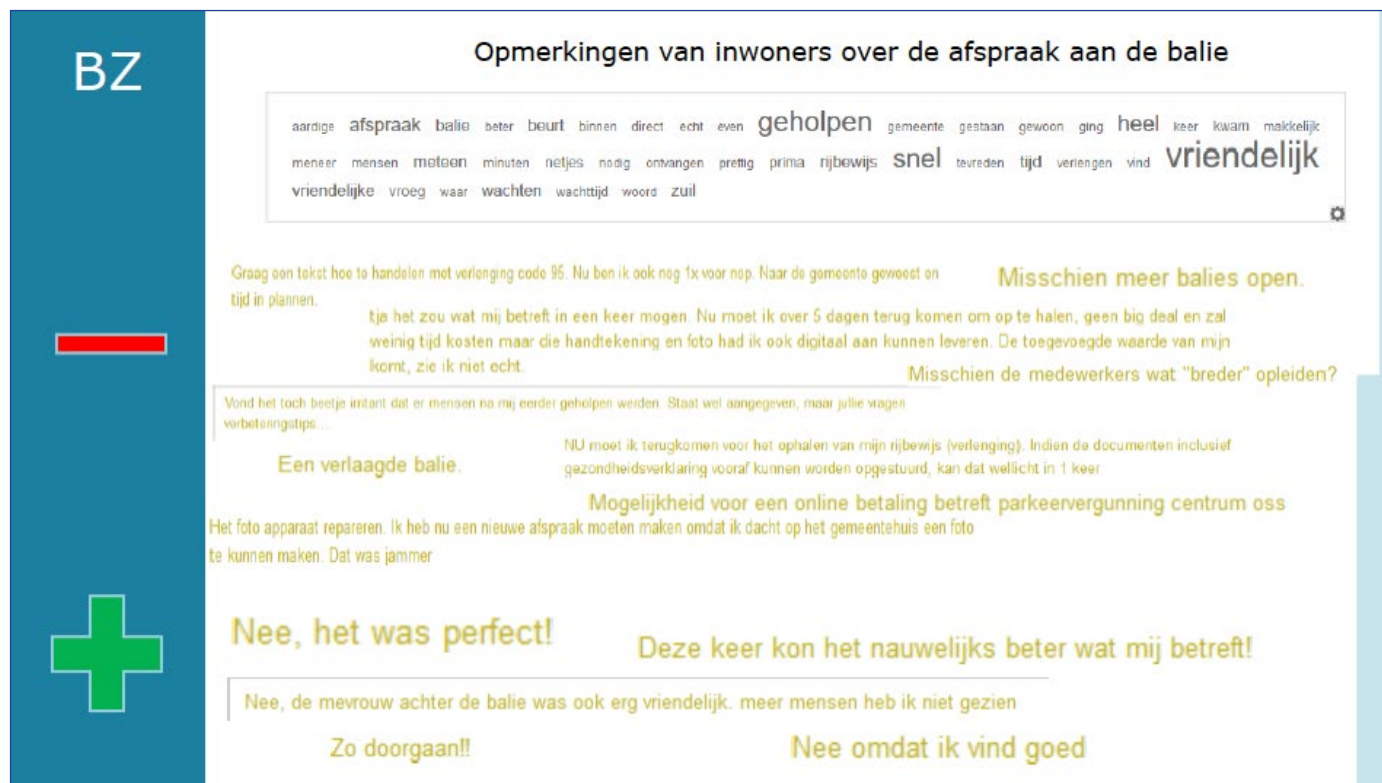 BZ
Opmerkingen van inwoners over de afspraak aan de balie
aardige afspraak balie beter beurt binnen direct echt even geholpen gemeente gestaan gewoon ging heel keer kwam makkelijk
meneer mensen meteen minuten netjes nodig ontvangen prettig prima rijbewijs snel tevreden tijd verlengen vind vriendelijk
vriendelijke vroeg waar wachten wachttijd woord zuil
Graag een tekst hoe te handelen met verlenging code 95. Nu ben ik ook nog 1x voor nop. Naar de gemeente geweest en
tijd in plannen.
Misschien meer balies open.
tja het zou wat mij betreft in een keer mogen. Nu moet ik over 5 dagen terug komen om op te halen, geen big deal en zal
weinig tijd kosten maar die handtekening en foto had ik ook digitaal aan kunnen leveren. De toegevoegde waarde van mijn
komt, zie ik niet echt.
Misschien de medewerkers wat "breder" opleiden?
Vond het toch beetje irritant dat er mensen na mij eerder geholpen werden. Staat wel aangegeven, maar jullie vragen
verbeteringstips...
NU moet ik terugkomen voor het ophalen van mijn rijbewijs (verlenging). Indien de documenten inclusief
gezondheidsverklaring vooraf kunnen worden opgestuurd, kan dat wellicht in 1 keer
Een verlaagde balie.
Mogelijkheid voor een online betaling betreft parkeervergunning centrum oss
Het foto apparaat repareren. Ik heb nu een nieuwe afspraak moeten maken omdat ik dacht op het gemeentehuis een foto
te kunnen maken. Dat was jammer
Nee, het was perfect!
Deze keer kon het nauwelijks beter wat mij betreft!
Nee, de mevrouw achter de balie was ook erg vriendelijk. meer mensen heb ik niet gezien
Zo doorgaan!!
Nee omdat ik vind goed